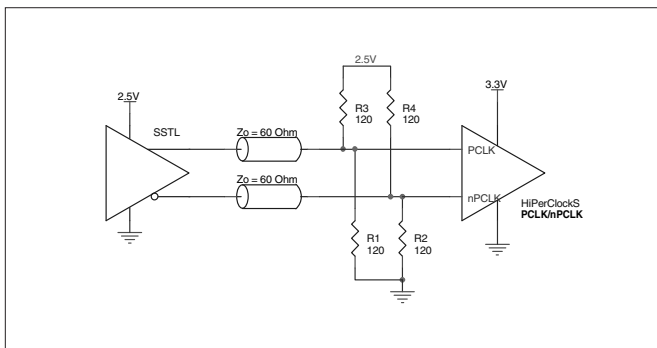 2.5V
3.3V
2.5V
SSTL
Zo = 60 Ohm
R3
120
R4
120
PCLK
Zo = 60 Ohm
nPCLK
HiPerClockS
PCLK/nPCLK
R1
120
R2
120